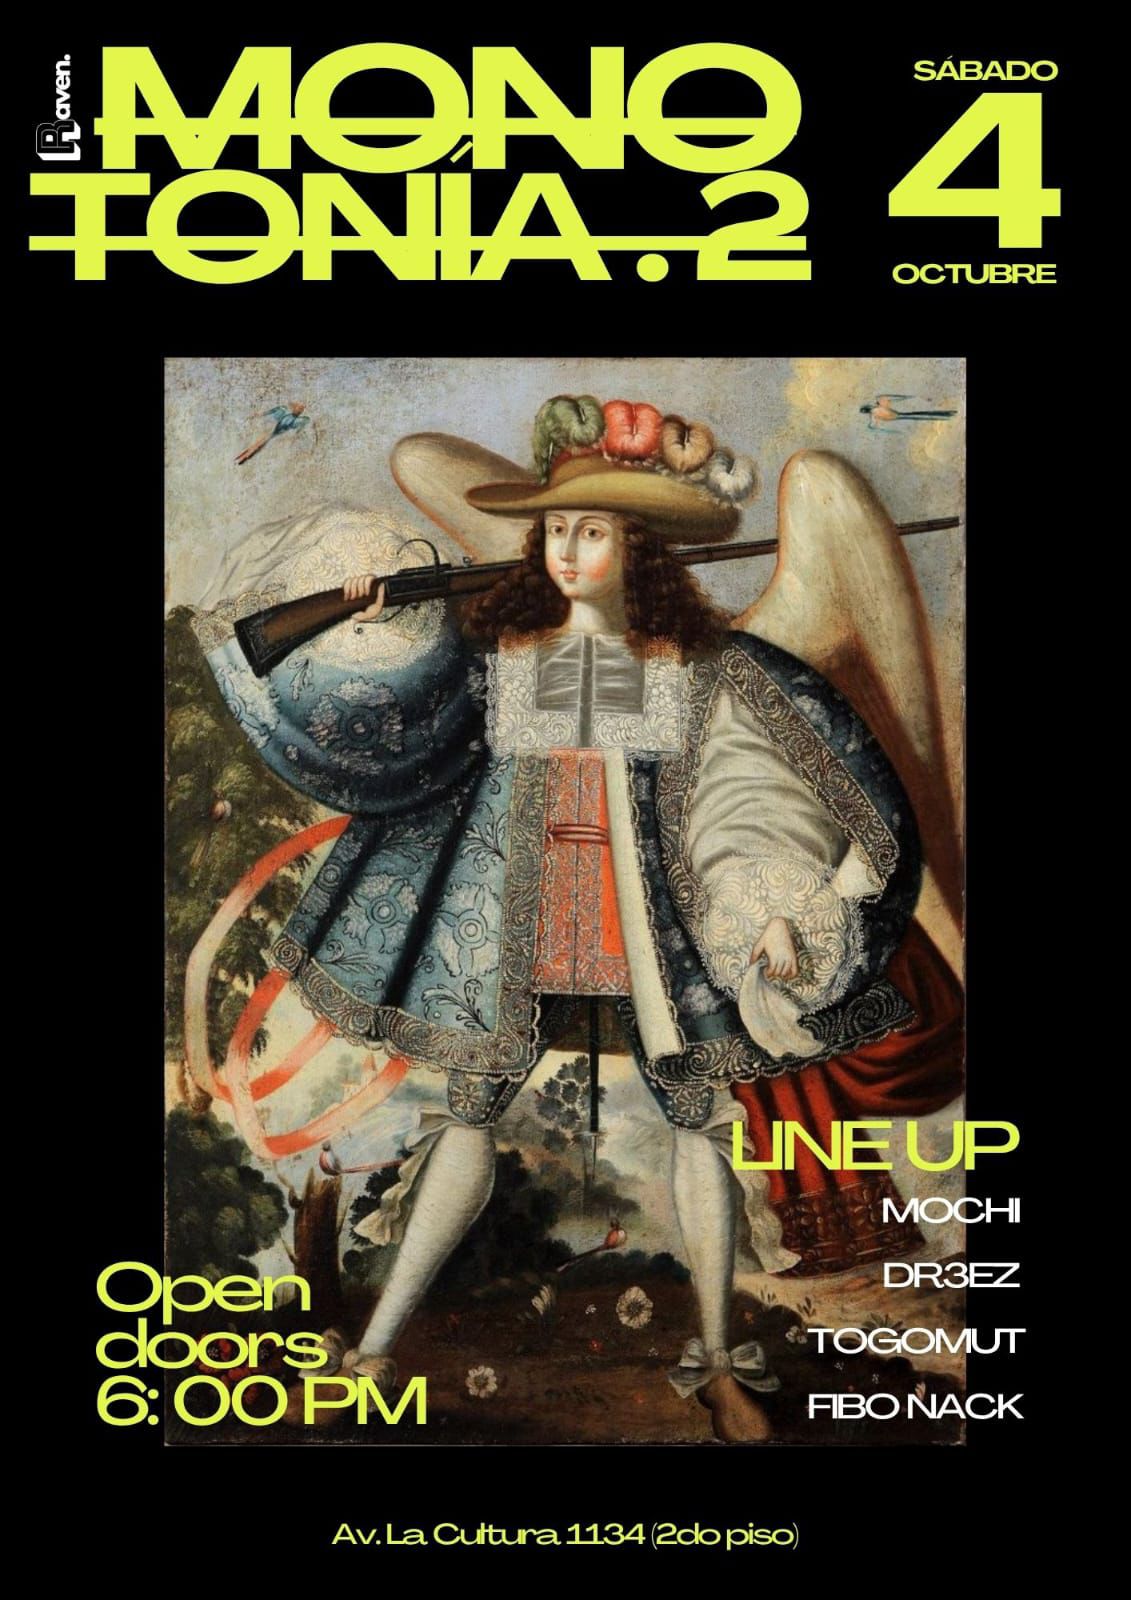 Raven.
MONO
TONÍA.2
SÁBADO
4
OCTUBRE
LINE UP
MOCHI
DR3EZ
TOGOMUT
FIBO NACK
Open
doors
6:00 PM
Av. La Cultura 1134 (2do piso)